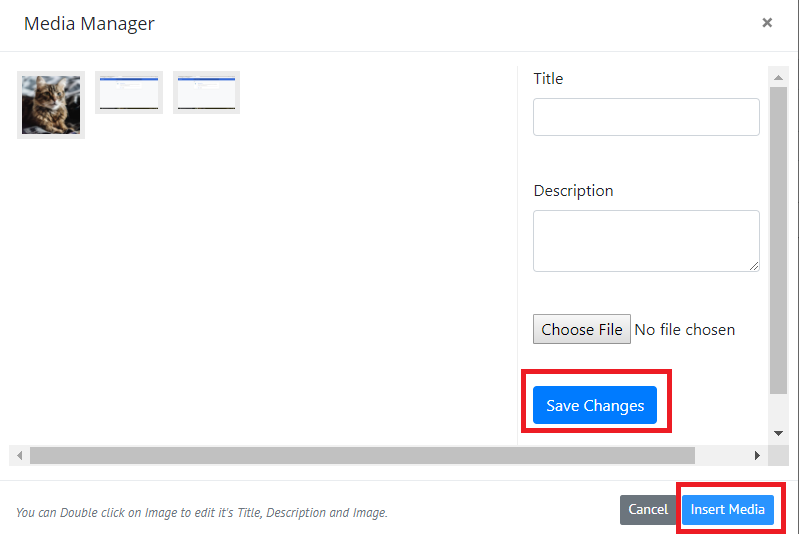 Media Manager
×
Title
Description
Choose File No file chosen
Save Changes
You can Double click on Image to edit it's Title, Description and Image.
Cancel
Insert Media